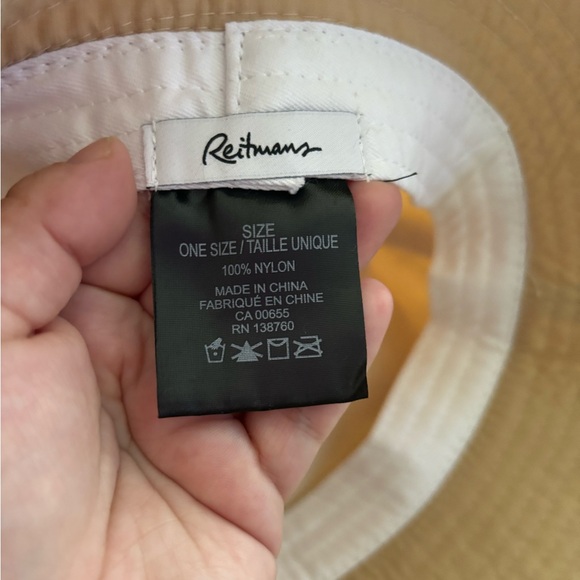 Reitmans
SIZE
ONE SIZE / TAILLE UNIQUE
100% NYLON
MADE IN CHINA
FABRIQUÉ EN CHINE
CA 00655
RN 138760